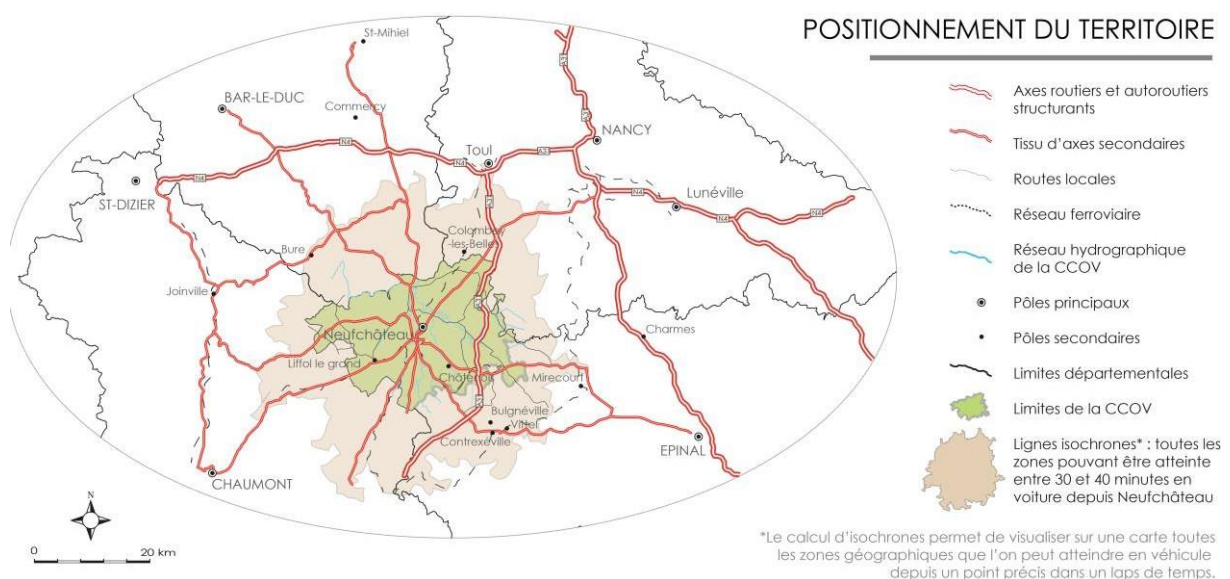 POSITIONNEMENT DU TERRITOIRE
Axes routiers et autoroutiers
structurants
Tissu d'axes secondaires
Routes locales
Réseau ferroviaire
Réseau hydrographique
de la CCOV
Pôles principaux
Pôles secondaires
Limites départementales
Limites de la CCOV
Lignes isochrones* : toutes les
zones pouvant être atteinte
entre 30 et 40 minutes en
voiture depuis Neufchâteau
*Le calcul d'isochrones permet de visualiser sur une carte toutes
les zones géographiques que l'on peut atteindre en véhicule
depuis un point précis dans un laps de temps.
St-Mihiel
BAR-LE-DUC
Commercy
NANCY
Toul
N4
N4
A31
ST-DIZIER
N4
Lunéville
N4
N4
N4
Colombey
-les-Belles
Bure
Joinville
Neufchâteau
Charmes
Liffol le grand
Châtenois
Mirecourt
Bulgnéville
Vittel
Contrexéville
EPINAL
CHAUMONT
N
0
20 km